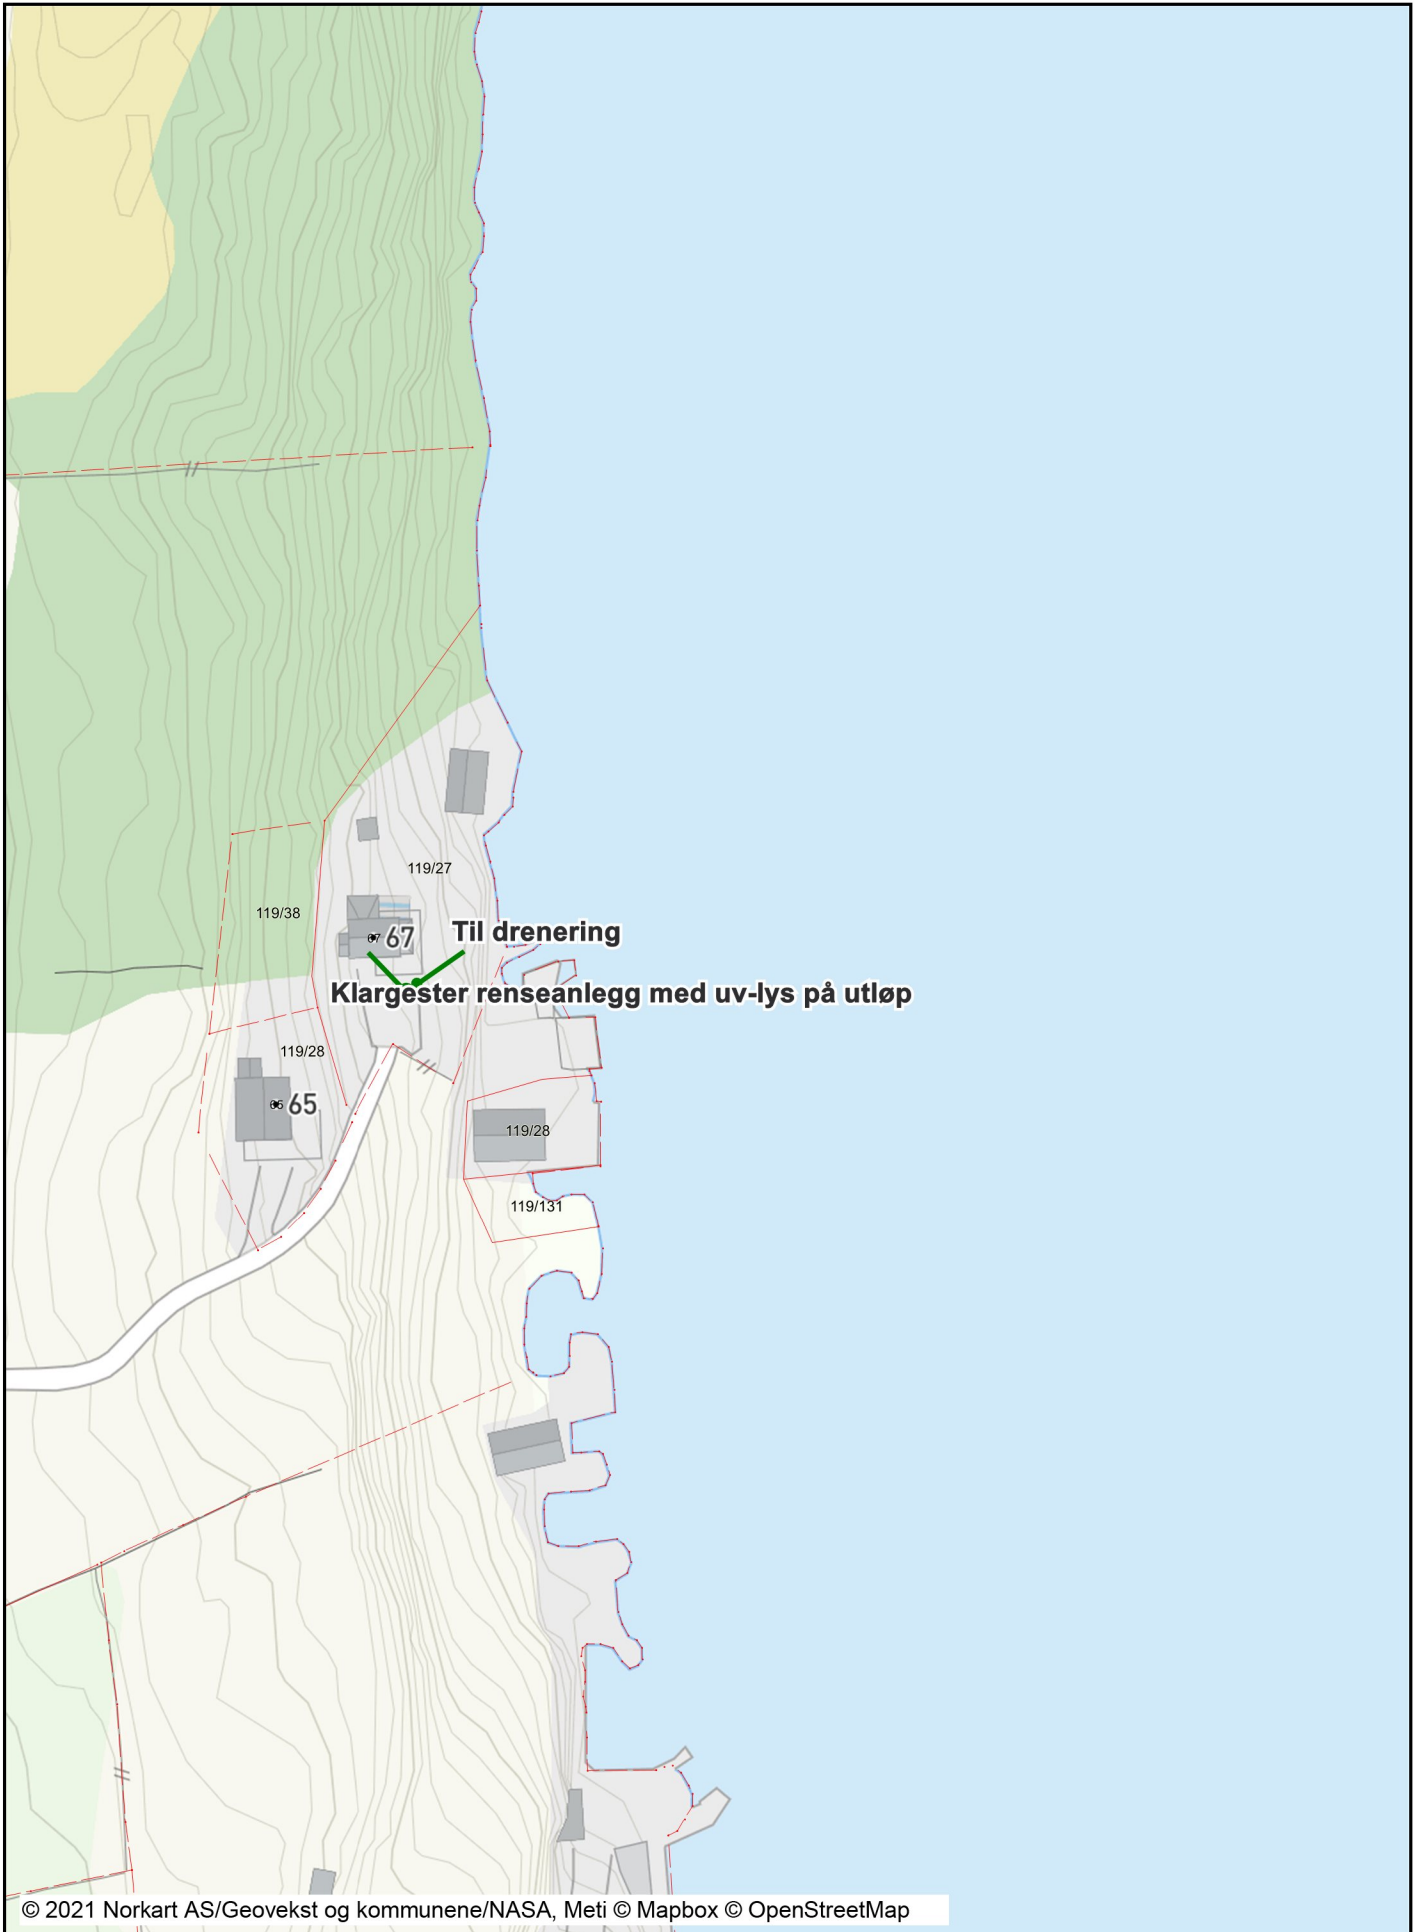 119/27
119/38
67
Til drenering
Klargester renseanlegg med uv-lys på utløp
119/28
65
119/28
119/131
© 2021 Norkart AS/Geovekst og kommunene/NASA, Meti © Mapbox © OpenStreetMap